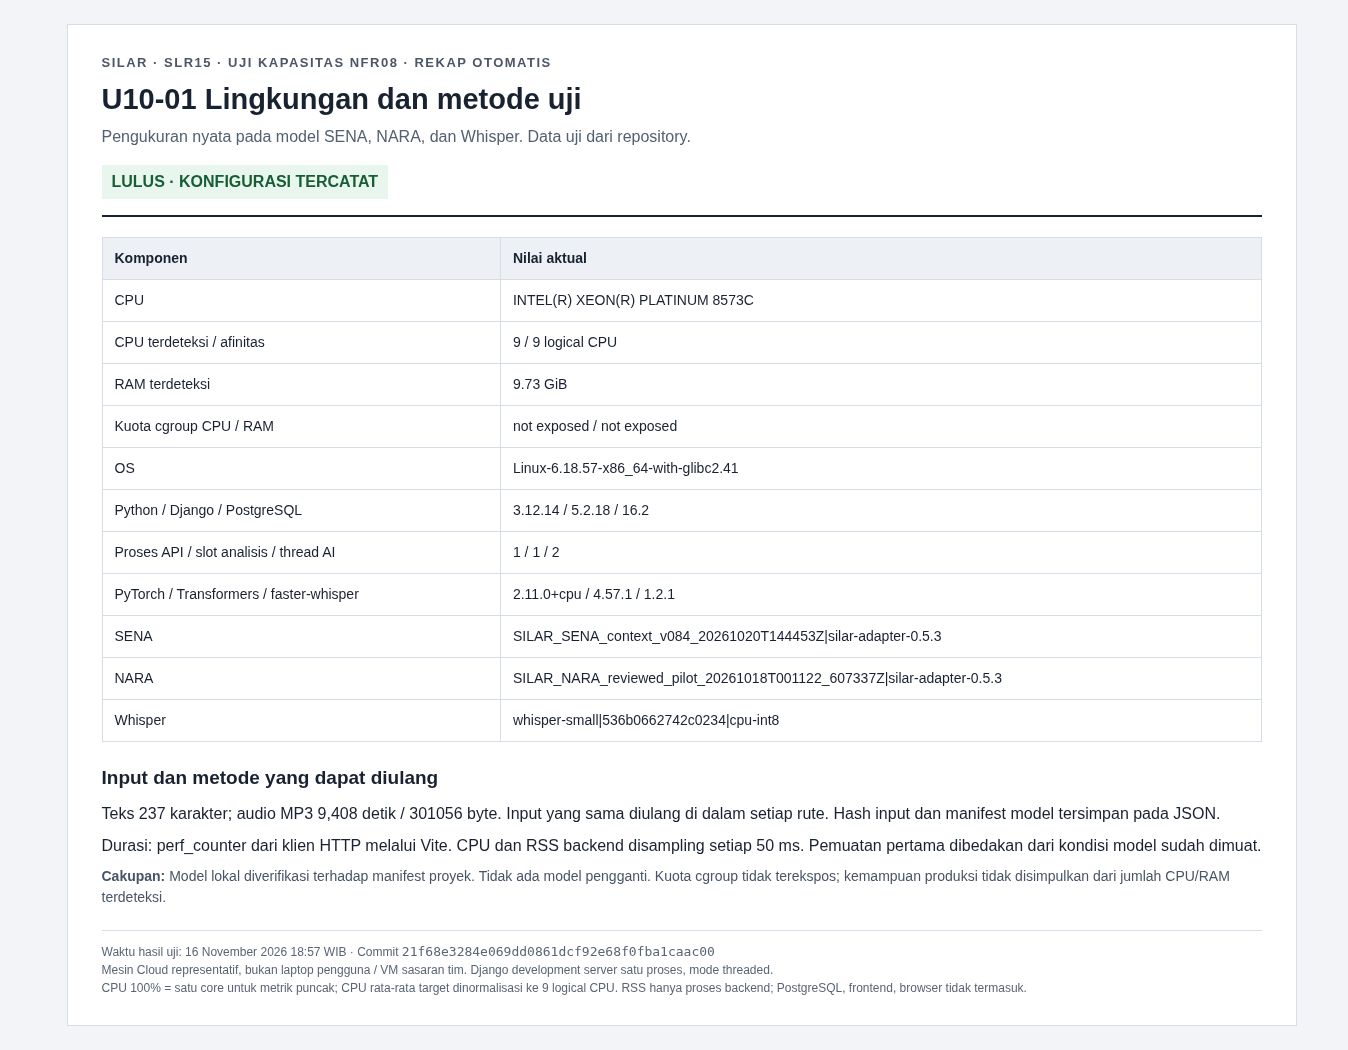 SILAR · SLR15 · UJI KAPASITAS NFR08 · REKAP OTOMATIS
U10-01 Lingkungan dan metode uji
Pengukuran nyata pada model SENA, NARA, dan Whisper. Data uji dari repository.
LULUS · KONFIGURASI TERCATAT
Komponen Nilai aktual
CPU INTEL(R) XEON(R) PLATINUM 8573C
CPU terdeteksi / afinitas 9 / 9 logical CPU
RAM terdeteksi 9.73 GiB
Kuota cgroup CPU / RAM not exposed / not exposed
OS Linux-6.18.57-x86_64-with-glibc2.41
Python / Django / PostgreSQL 3.12.14 / 5.2.18 / 16.2
Proses API / slot analisis / thread AI 1 / 1 / 2
PyTorch / Transformers / faster-whisper 2.11.0+cpu / 4.57.1 / 1.2.1
SENA SILAR_SENA_context_v084_20261020T144453Z|silar-adapter-0.5.3
NARA SILAR_NARA_reviewed_pilot_20261018T001122_607337Z|silar-adapter-0.5.3
Whisper whisper-small|536b0662742c0234|cpu-int8
Input dan metode yang dapat diulang
Teks 237 karakter; audio MP3 9,408 detik / 301056 byte. Input yang sama diulang di dalam setiap rute. Hash input dan manifest model tersimpan pada JSON.
Durasi: perf_counter dari klien HTTP melalui Vite. CPU dan RSS backend disampling setiap 50 ms. Pemuatan pertama dibedakan dari kondisi model sudah dimuat.
Cakupan: Model lokal diverifikasi terhadap manifest proyek. Tidak ada model pengganti. Kuota cgroup tidak terekspos; kemampuan produksi tidak disimpulkan dari jumlah CPU/RAM
terdeteksi.
Waktu hasil uji: 16 November 2026 18:57 WIB · Commit 21f68e3284e069dd0861dcf92e68f0fba1caac00
Mesin Cloud representatif, bukan laptop pengguna / VM sasaran tim. Django development server satu proses, mode threaded.
CPU 100% = satu core untuk metrik puncak; CPU rata-rata target dinormalisasi ke 9 logical CPU. RSS hanya proses backend; PostgreSQL, frontend, browser tidak termasuk.